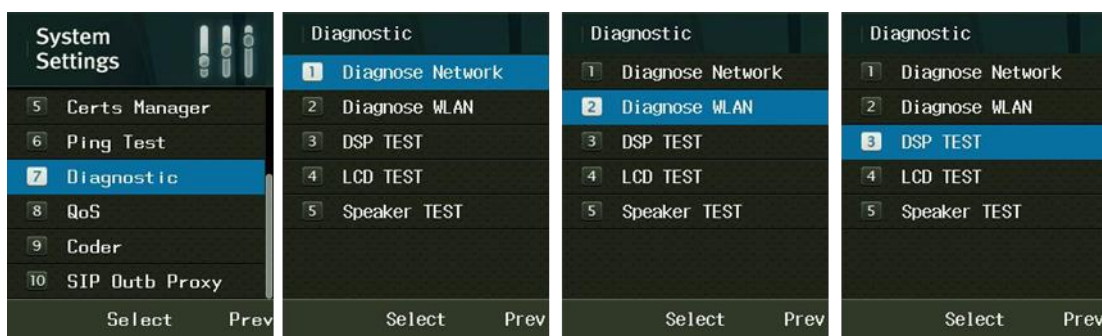 System
Settings
5 Certs Manager
6 Ping Test
7 Diagnostic
8 QoS
9 Coder
10 SIP Outb Proxy
Select Prev
Diagnostic
1 Diagnose Network
2 Diagnose WLAN
3 DSP TEST
4 LCD TEST
5 Speaker TEST
Select Prev
Diagnostic
1 Diagnose Network
2 Diagnose WLAN
3 DSP TEST
4 LCD TEST
5 Speaker TEST
Select Prev
Diagnostic
1 Diagnose Network
2 Diagnose WLAN
3 DSP TEST
4 LCD TEST
5 Speaker TEST
Select Prev